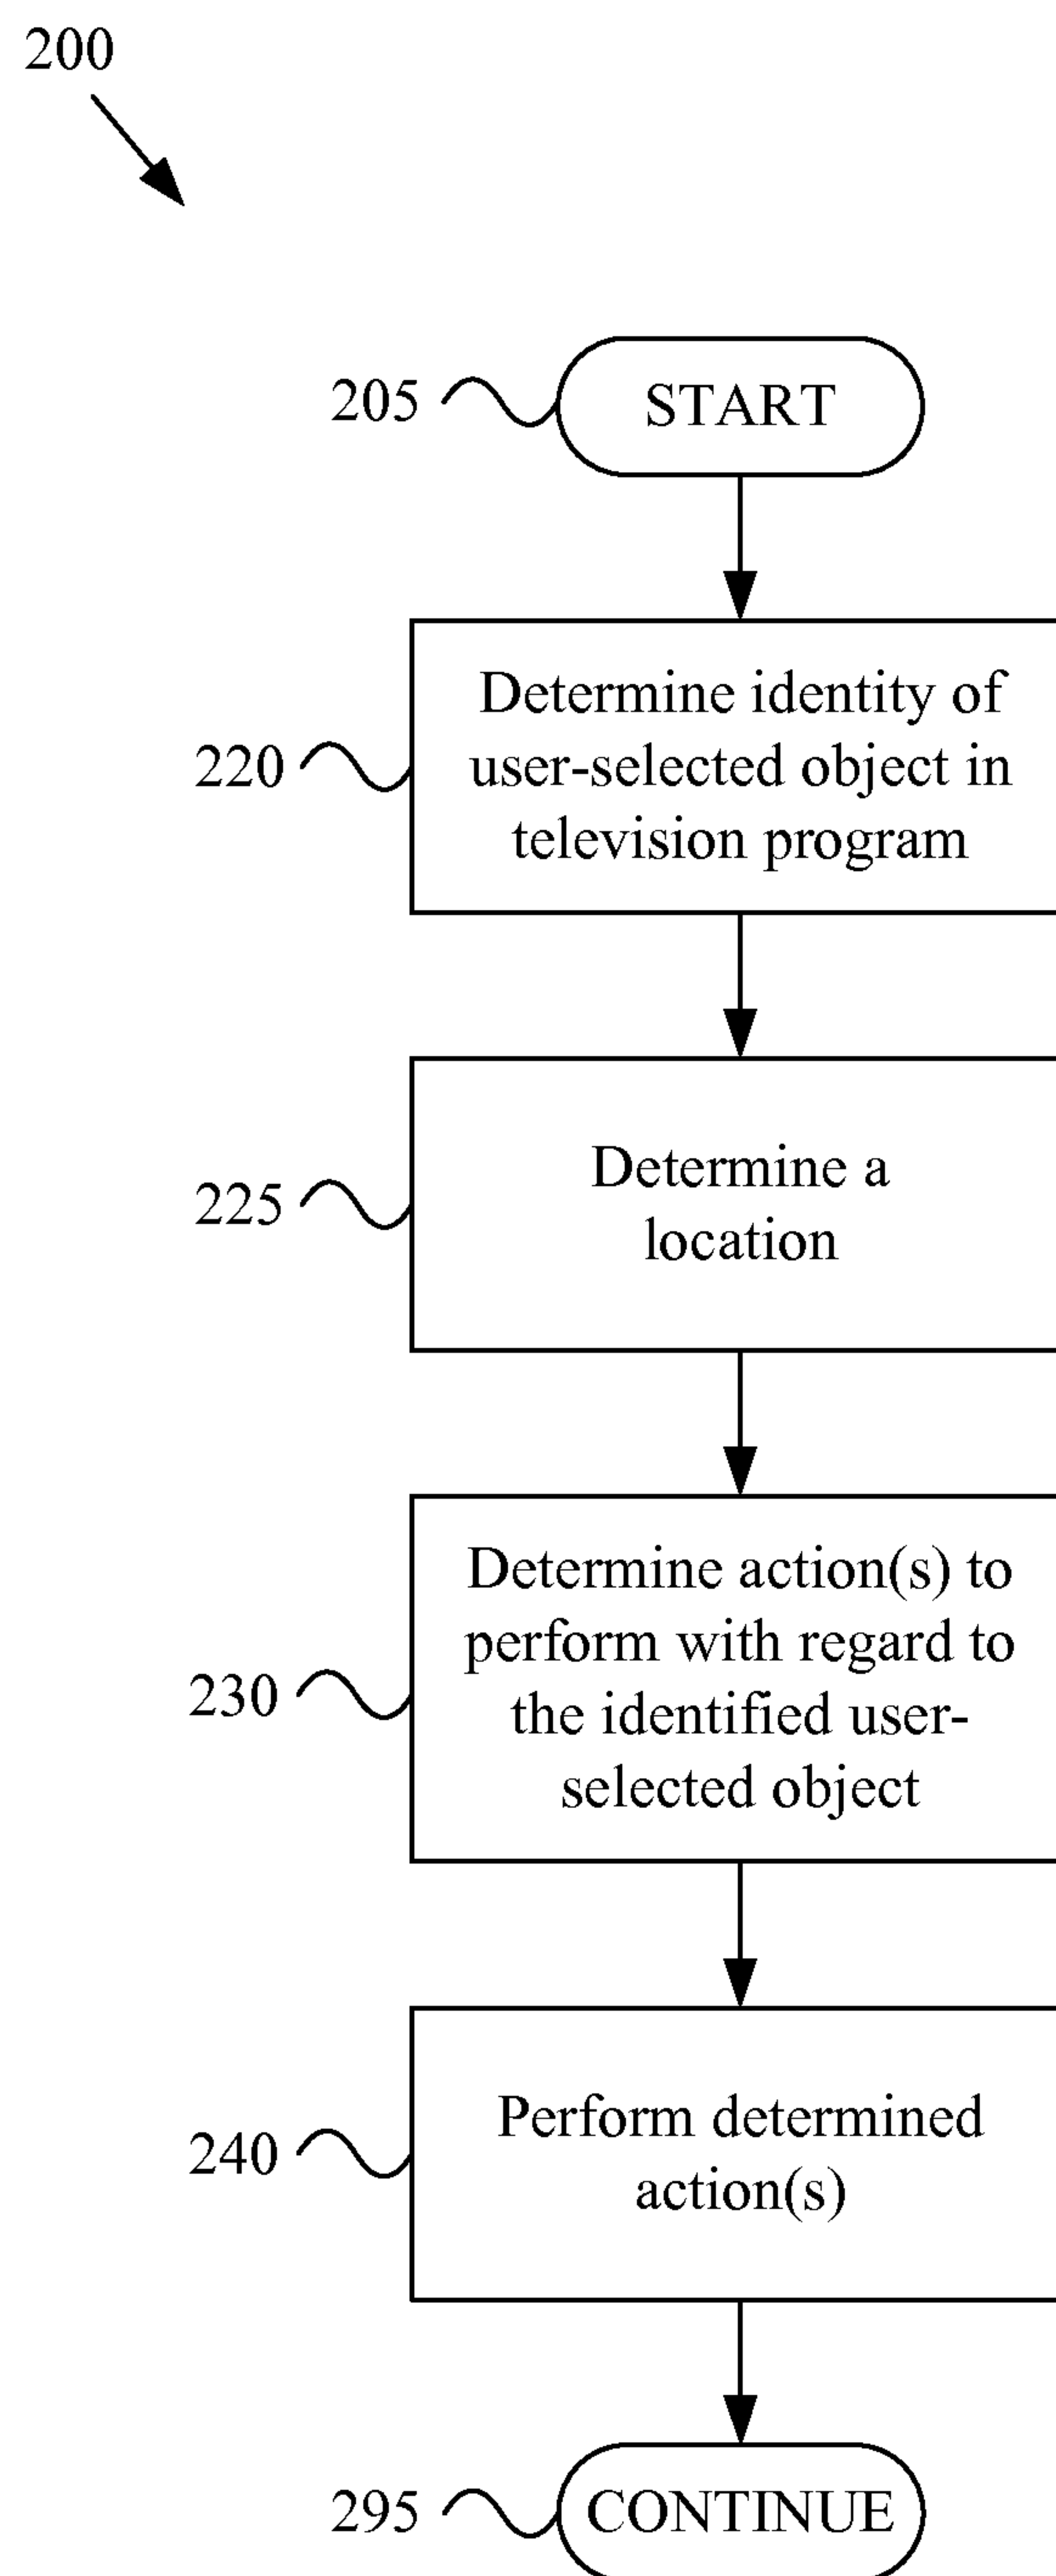 200
205
START
220
Determine identity of
user-selected object in
television program
225
Determine a
location
230
Determine action(s) to
perform with regard to
the identified user-
selected object
240
Perform determined
action(s)
295
CONTINUE